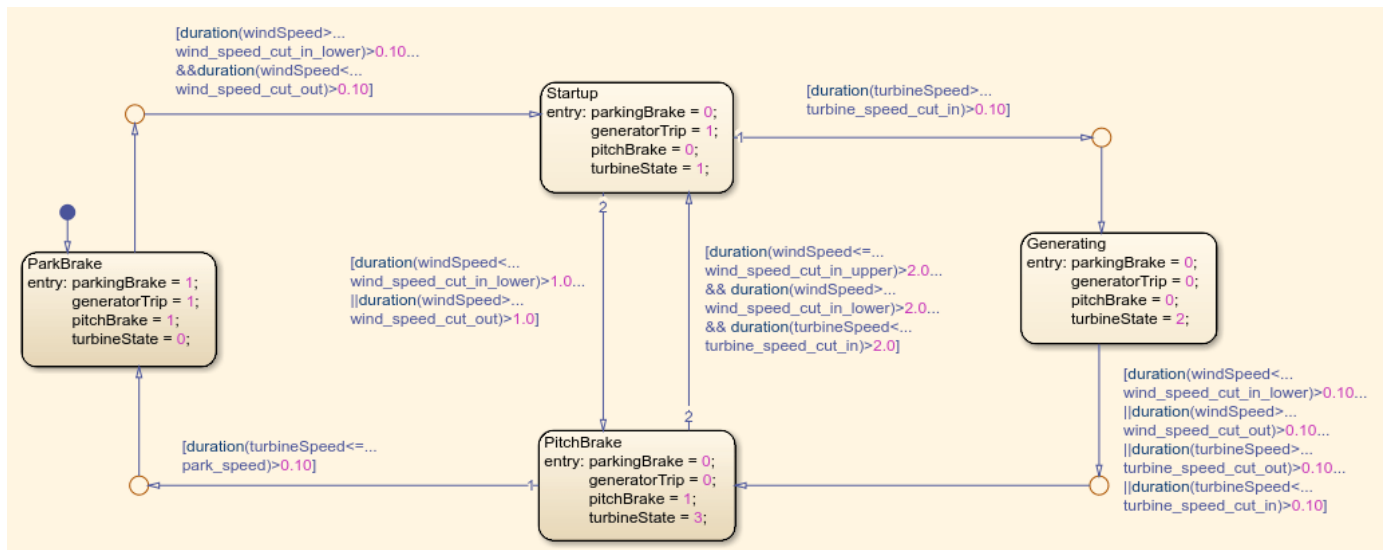 [duration(windSpeed>...
wind_speed_cut_in_lower)>0.10...
&&duration(windSpeed<...
wind_speed_cut_out)>0.10]
Startup
entry: parkingBrake = 0;
generatorTrip = 1;
pitchBrake = 0;
turbineState = 1;
[duration(turbineSpeed>...
turbine_speed_cut_in)>0.10]
1
2
ParkBrake
entry: parkingBrake = 1;
generatorTrip = 1;
pitchBrake = 1;
turbineState = 0;
[duration(windSpeed<...
wind_speed_cut_in_lower)>1.0...
||duration(windSpeed>...
wind_speed_cut_out)>1.0]
[duration(windSpeed<=...
wind_speed_cut_in_upper)>2.0...
&& duration(windSpeed>...
wind_speed_cut_in_lower)>2.0...
&& duration(turbineSpeed<...
turbine_speed_cut_in)>2.0]
Generating
entry: parkingBrake = 0;
generatorTrip = 0;
pitchBrake = 0;
turbineState = 2;
[duration(windSpeed<...
wind_speed_cut_in_lower)>0.10...
||duration(windSpeed>...
wind_speed_cut_out)>0.10...
||duration(turbineSpeed>...
turbine_speed_cut_out)>0.10...
||duration(turbineSpeed<...
turbine_speed_cut_in)>0.10]
2
[duration(turbineSpeed<=...
park_speed)>0.10]
1
PitchBrake
entry: parkingBrake = 0;
generatorTrip = 0;
pitchBrake = 1;
turbineState = 3;